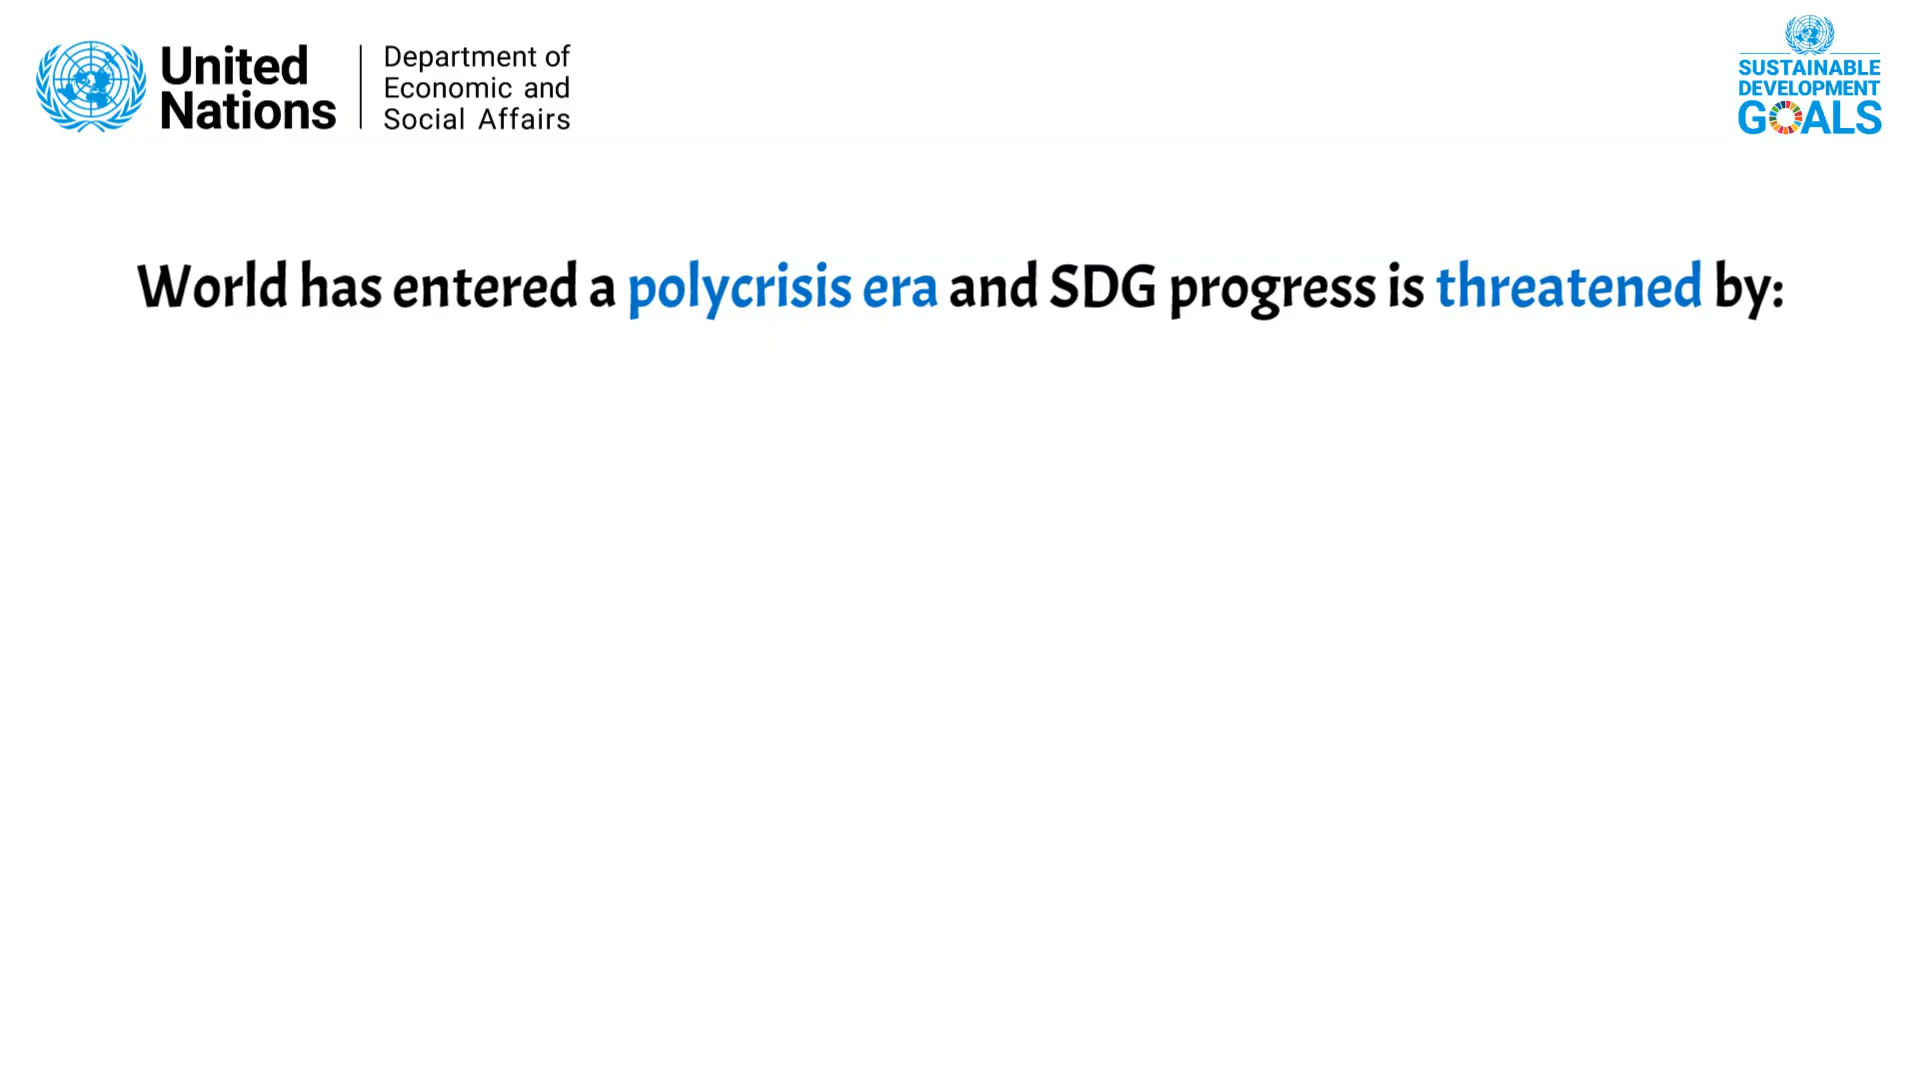 United
Nations
Department of
Economic and
Social Affairs
SUSTAINABLE
DEVELOPMENT
GOALS
World has entered a polycrisis era and SDG progress is threatened by: